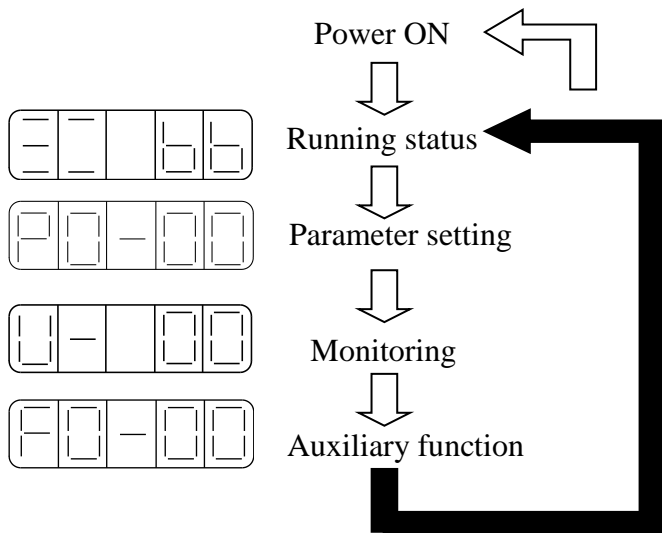 Power ON
bb
Running status
P0-00
Parameter setting
U- 00
Monitoring
F0-00
Auxiliary function